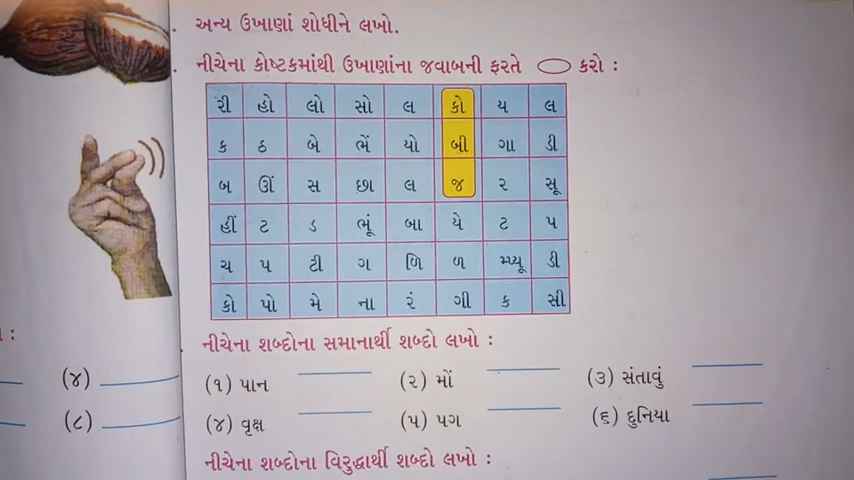 અન્ય ઉખાણાં શોધીને લખો.
નીચેના કોષ્ટકમાંથી ઉખાણાંના જવાબની ફરતે કરો :
રી હો લો સો લ કો ય લ
ક ઠ બે ભેં યો બી ગા ડી
બ ઊં સ છા લ જ ર સૂ
હીં ટ ડ ભૂં બા યે ટ પ
ચ પ ટી ગ ળિ ળ મ્પ્યૂ ડી
કો પો મે ના રં ગી ક સી
નીચેના શબ્દોના સમાનાર્થી શબ્દો લખો :
(૪)
(૧) પાન (૨) મોં (૩) સંતાવું
(૮)
(૪) વૃક્ષ (૫) પગ (૬) દુનિયા
નીચેના શબ્દોના વિરુદ્ધાર્થી શબ્દો લખો :